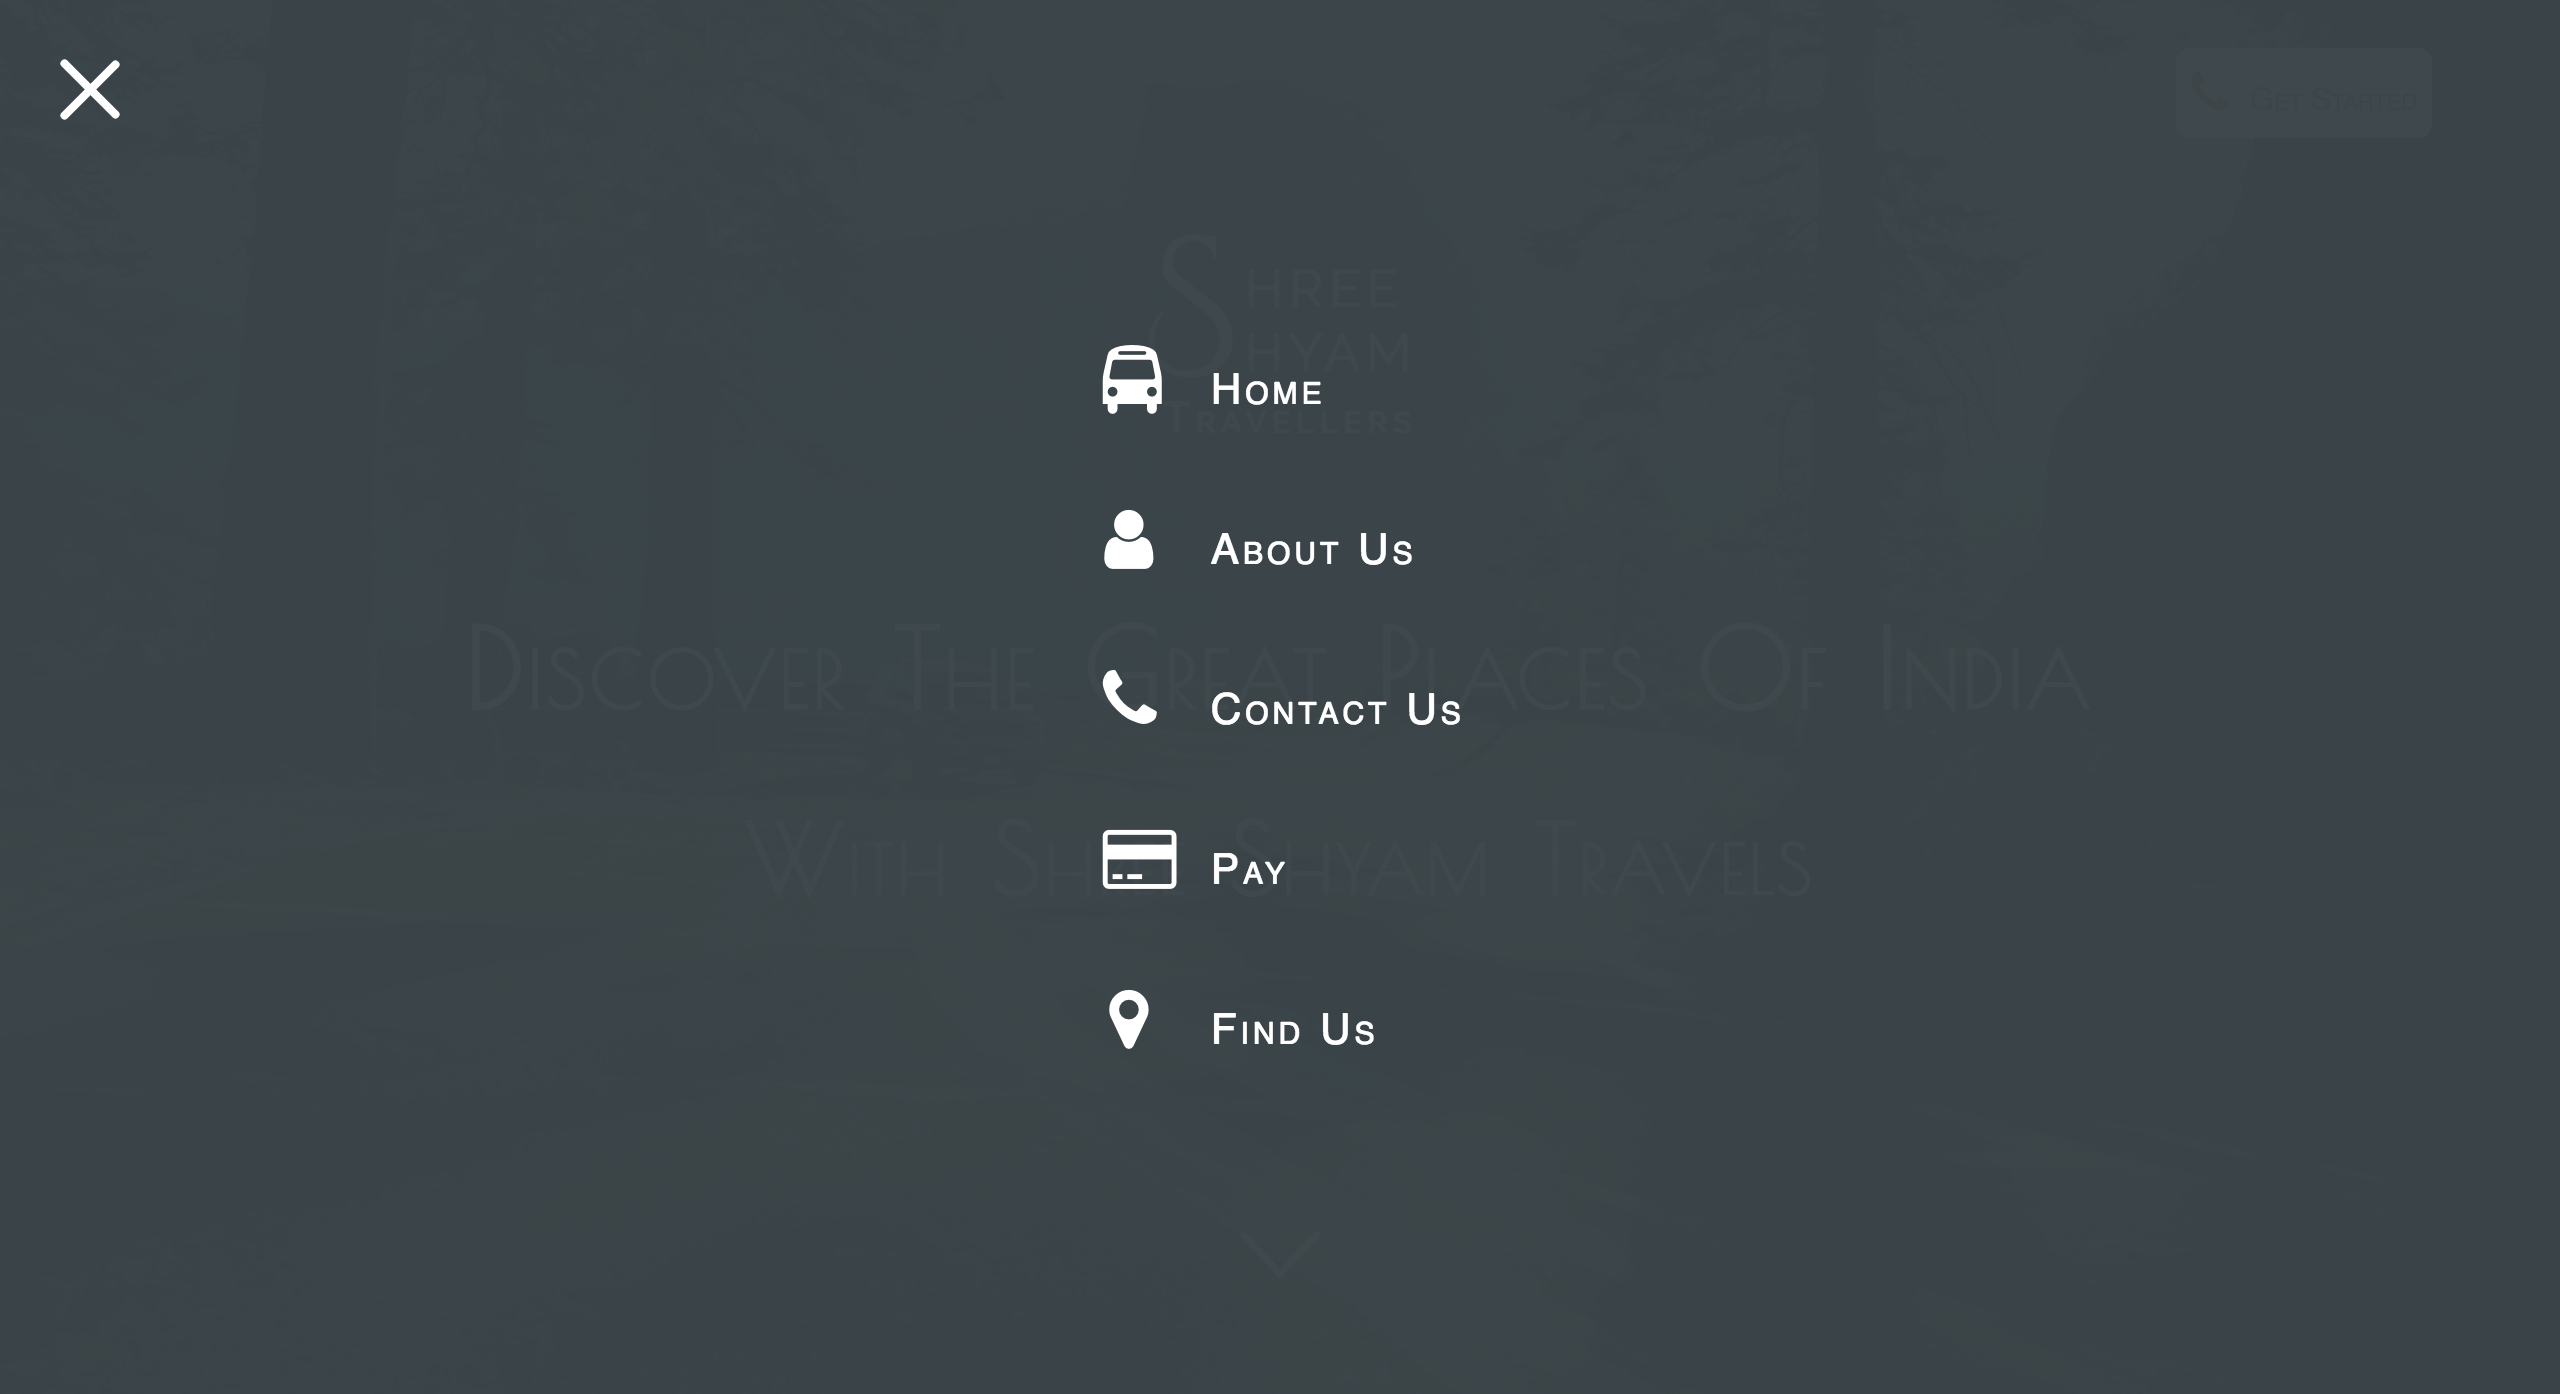 Get Started
Shree
Shyam
Travellers
Home
About Us
Discover The Great Places Of India
Contact Us
With Shree Shyam Travels
Pay
Find Us